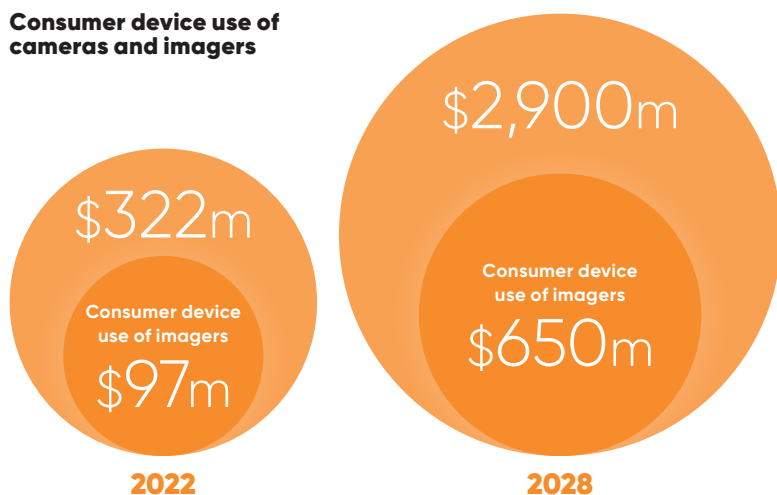 Consumer device use of
cameras and imagers
$322m
Consumer device
use of imagers
$97m
2022
$2,900m
Consumer device
use of imagers
$650m
2028